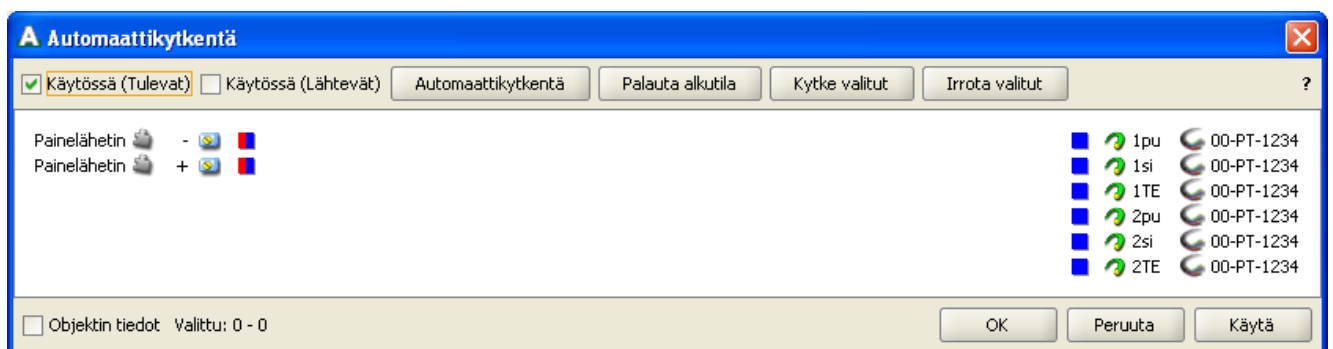 A Automaattikytkentä
Käytössä (Tulevat) Käytössä (Lähtevät) Automaattikytkentä Palauta alkutila Kytke valitut Irrota valitut ?
Painelähetin - 1pu 00-PT-1234
Painelähetin + 1si 00-PT-1234
1TE 00-PT-1234
2pu 00-PT-1234
2si 00-PT-1234
2TE 00-PT-1234
Objektin tiedot Valittu: 0 - 0 OK Peruuta Käytä